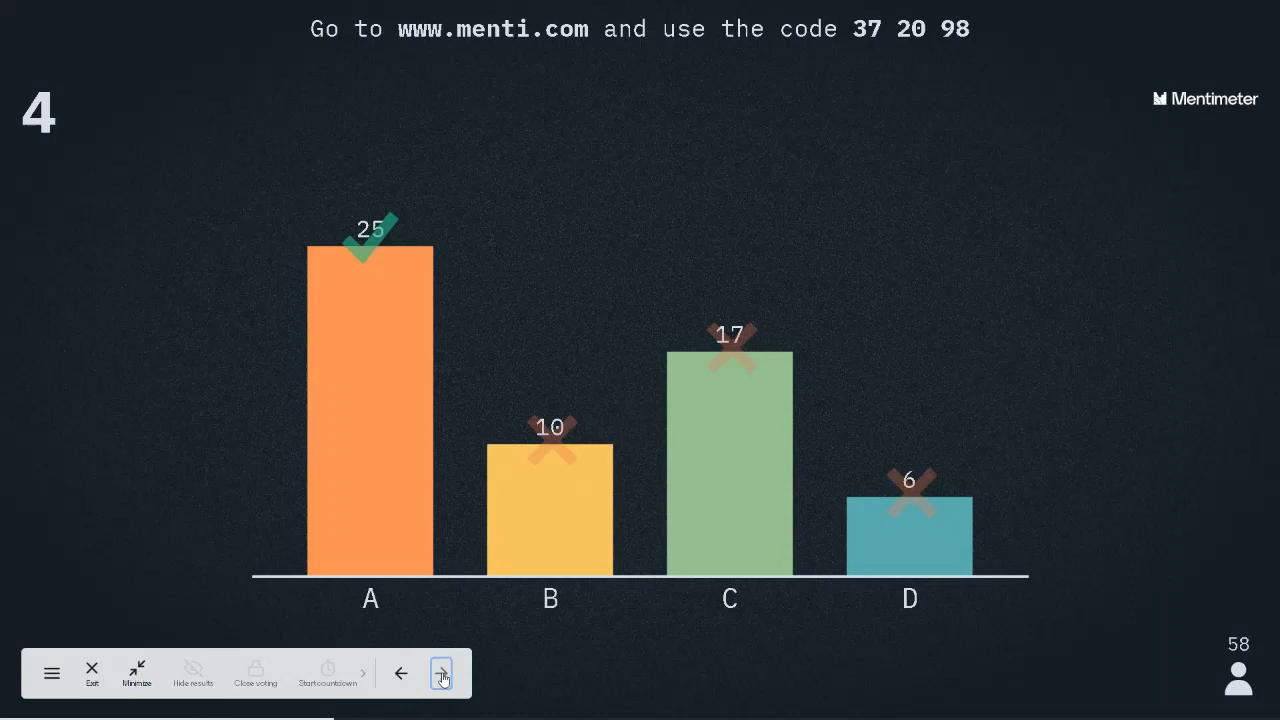 Go to www.menti.com and use the code 37 20 98
4
Mentimeter
25
17
10
6
A B C D
58
Exit Minimize Hide results Close voting Start countdown